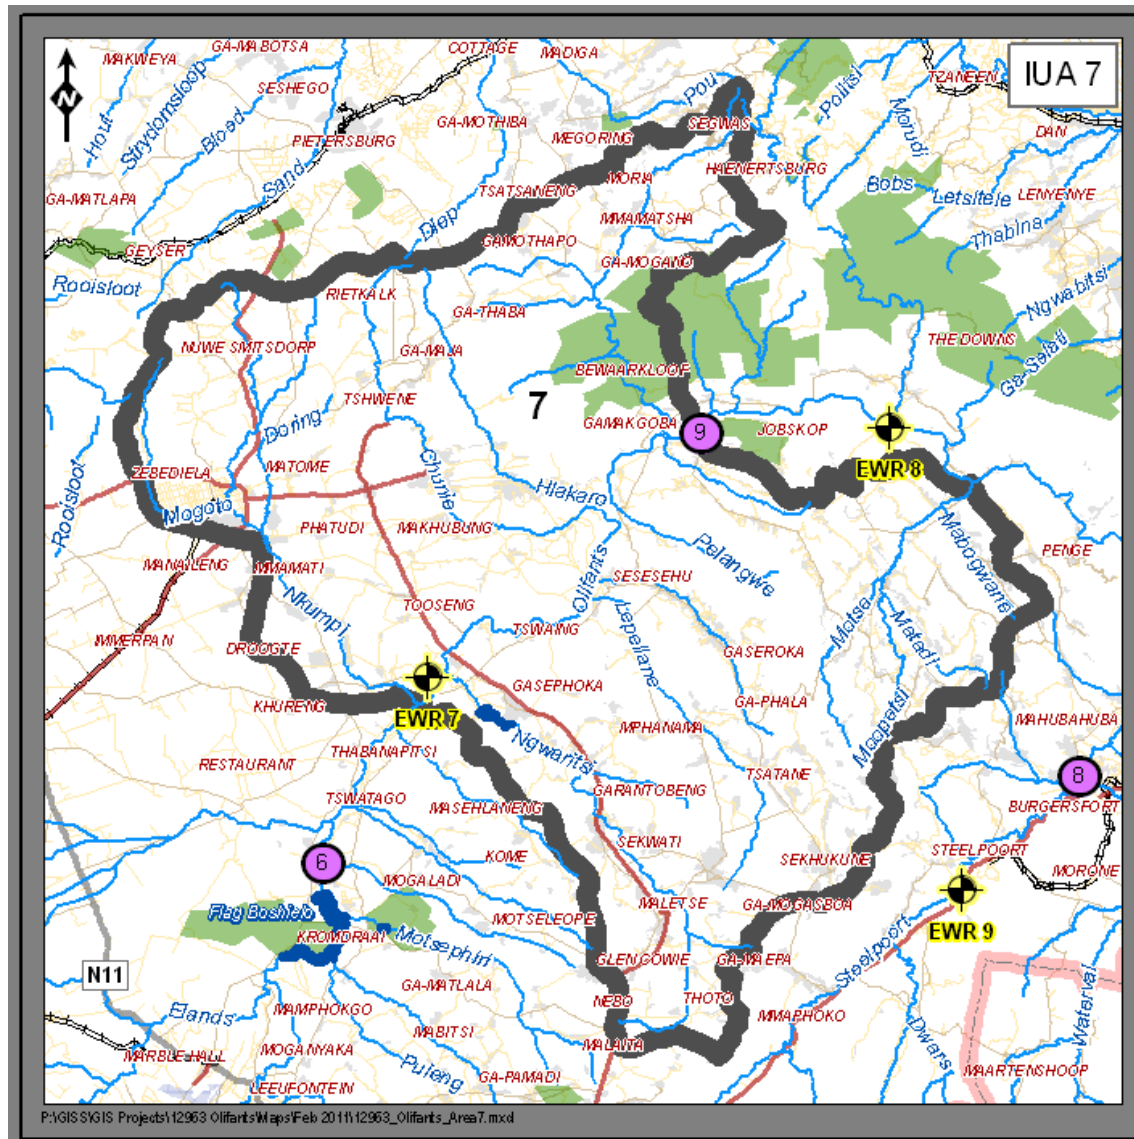 IUA 7
N
GA-MABOTSA
COTTAGE
MADIGA
MAKWEYA
TZANEEN
SESHEGO
Pou
Politsi
Hout
Strydomsloop
Blood
GA-MOTHIBA
SEGWAS
Morudi
DAN
PIETERSBURG
MEGORING
HAENERTSBURG
Sand
TSATSANENG
MORIA
Bobs
Letsitele
LENYENYE
GA-MATLAPA
MMAMATSHA
Diep
Thabina
GEYSER
GAMOTHAPO
GA-MOGANO
Rooisloot
RIETKALK
GA-THABA
Ngwabitsi
NUWE SMITSDORP
GA-MAJA
THE DOWNS
Ga-Selati
BEWAARKLOOP
TSHWENE
7
GAMAKGOBA
9
JOBSKOP
Doring
ZEBEDIELA
MATOME
Chunie
EWR 8
Hlakaro
Rooisloot
Mogoto
PHATUDI
MAKHUBUNG
Mabogwane
PENGE
MANAILENG
MMAMATI
Olifants
Pelangwe
SESESEHU
Nkumpi
TOOSENG
Lepellane
Motse
Mafadi
IMMERPAN
DROOGTE
TSWAING
GASEROKA
GASEPHOKA
KHURENG
GA-PHALA
Moopetsi
EWR 7
MPHANAMA
MAHUBAHUBA
THABANAPITSI
Ngwaritsi
RESTAURANT
TSATANE
8
TSWATAGO
MASEHLANENG
GARANTOBENG
BURGERSFORT
SEKWATI
STEELPOORT
6
KOME
SEKHUKUNE
MORONE
MOGALADI
MALETSE
GA-MOGASBOA
Flag Boshielo
MOTSELEOPE
EWR 9
KROMDRAAI
Motsephiri
GLEN COWIE
GA-MAEPA
Steelpoort
N11
GA-MATLALA
NEBO
THOTO
MAMPHOKGO
MMAPHOKO
Waterval
Elands
MABITSI
MALAITA
Dwars
MARBLE HALL
MOGANYAKA
Puleng
GA-PAMADI
MAARTENSHOOP
LEEUFONTEIN
P:\GISS\GIS Projects\12963 Olifants\Maps\Feb 2011\12963_Olifants_Area7.mxd